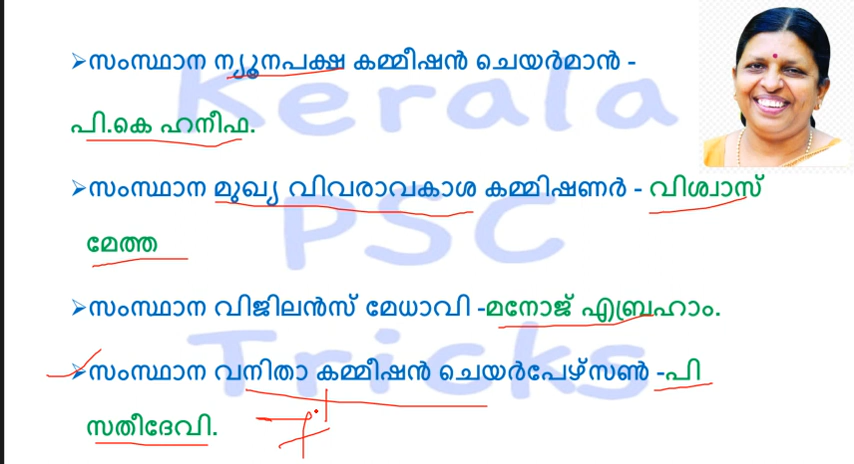 ➢സംസ്ഥാന ന്യൂനപക്ഷ കമ്മീഷൻ ചെയർമാൻ -
പി.കെ ഹനീഫ.
➢സംസ്ഥാന മുഖ്യ വിവരാവകാശ കമ്മിഷണർ - വിശ്വാസ്
മേത്ത
➢സംസ്ഥാന വിജിലൻസ് മേധാവി -മനോജ് എബ്രഹാം.
➢സംസ്ഥാന വനിതാ കമ്മീഷൻ ചെയർപേഴ്സൺ -പി
സതീദേവി.
Kerala
PSC
Tricks